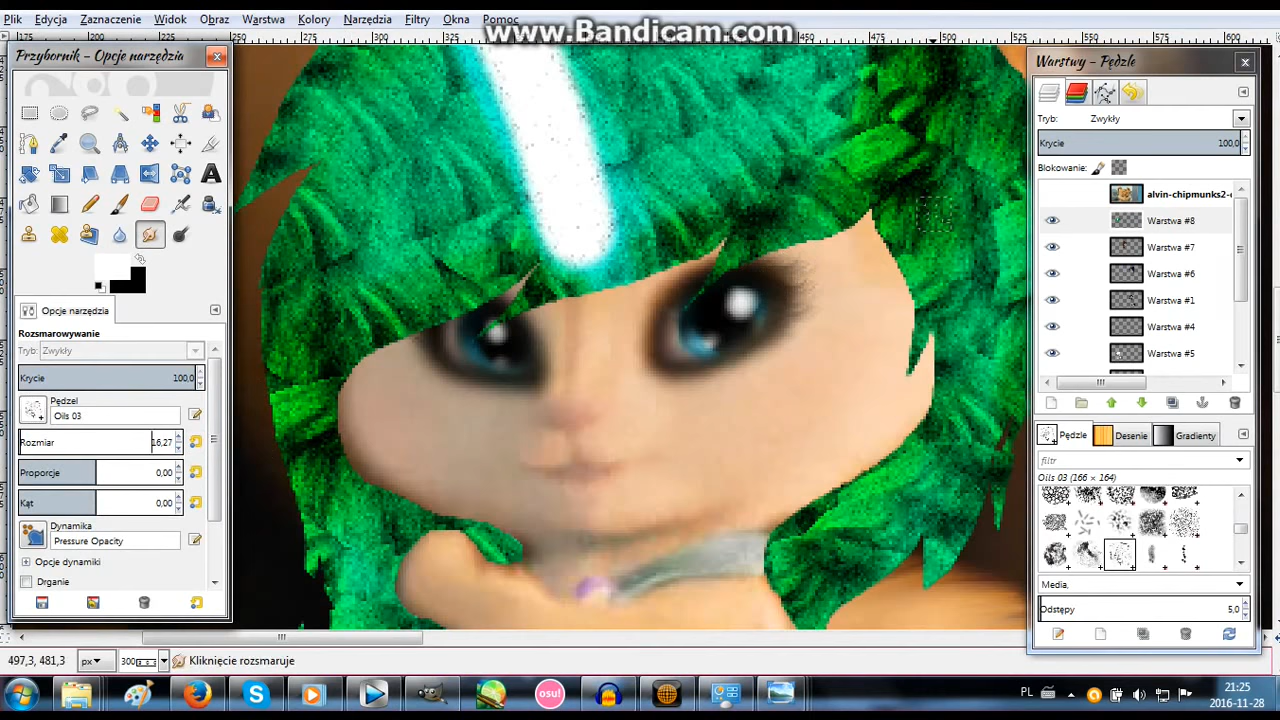 Plik Edycja Zaznaczenie Widok Obraz Warstwa Kolory Narzędzia Filtry Okna Pomoc
www.Bandicam.com
Przybornik - Opcje narzędzia
Opcje narzędzia
Rozsmarowywanie
Tryb: Zwykły
Krycie 100,0
Pędzel
Oils 03
Rozmiar 16,27
Proporcje 0,00
Kąt 0,00
Dynamika
Pressure Opacity
Opcje dynamiki
Drganie
Warstwy - Pędzle
Tryb: Zwykły
Krycie 100,0
Blokowanie:
alvin-chipmunks2-
Warstwa #8
Warstwa #7
Warstwa #6
Warstwa #1
Warstwa #4
Warstwa #5
Pędzle Desenie Gradienty
filtr
Oils 03 (166 × 164)
Media,
Odstępy 5,0
497,3, 481,3 px 300 Kliknięcie rozsmaruje
osu!
PL
21:25
2016-11-28